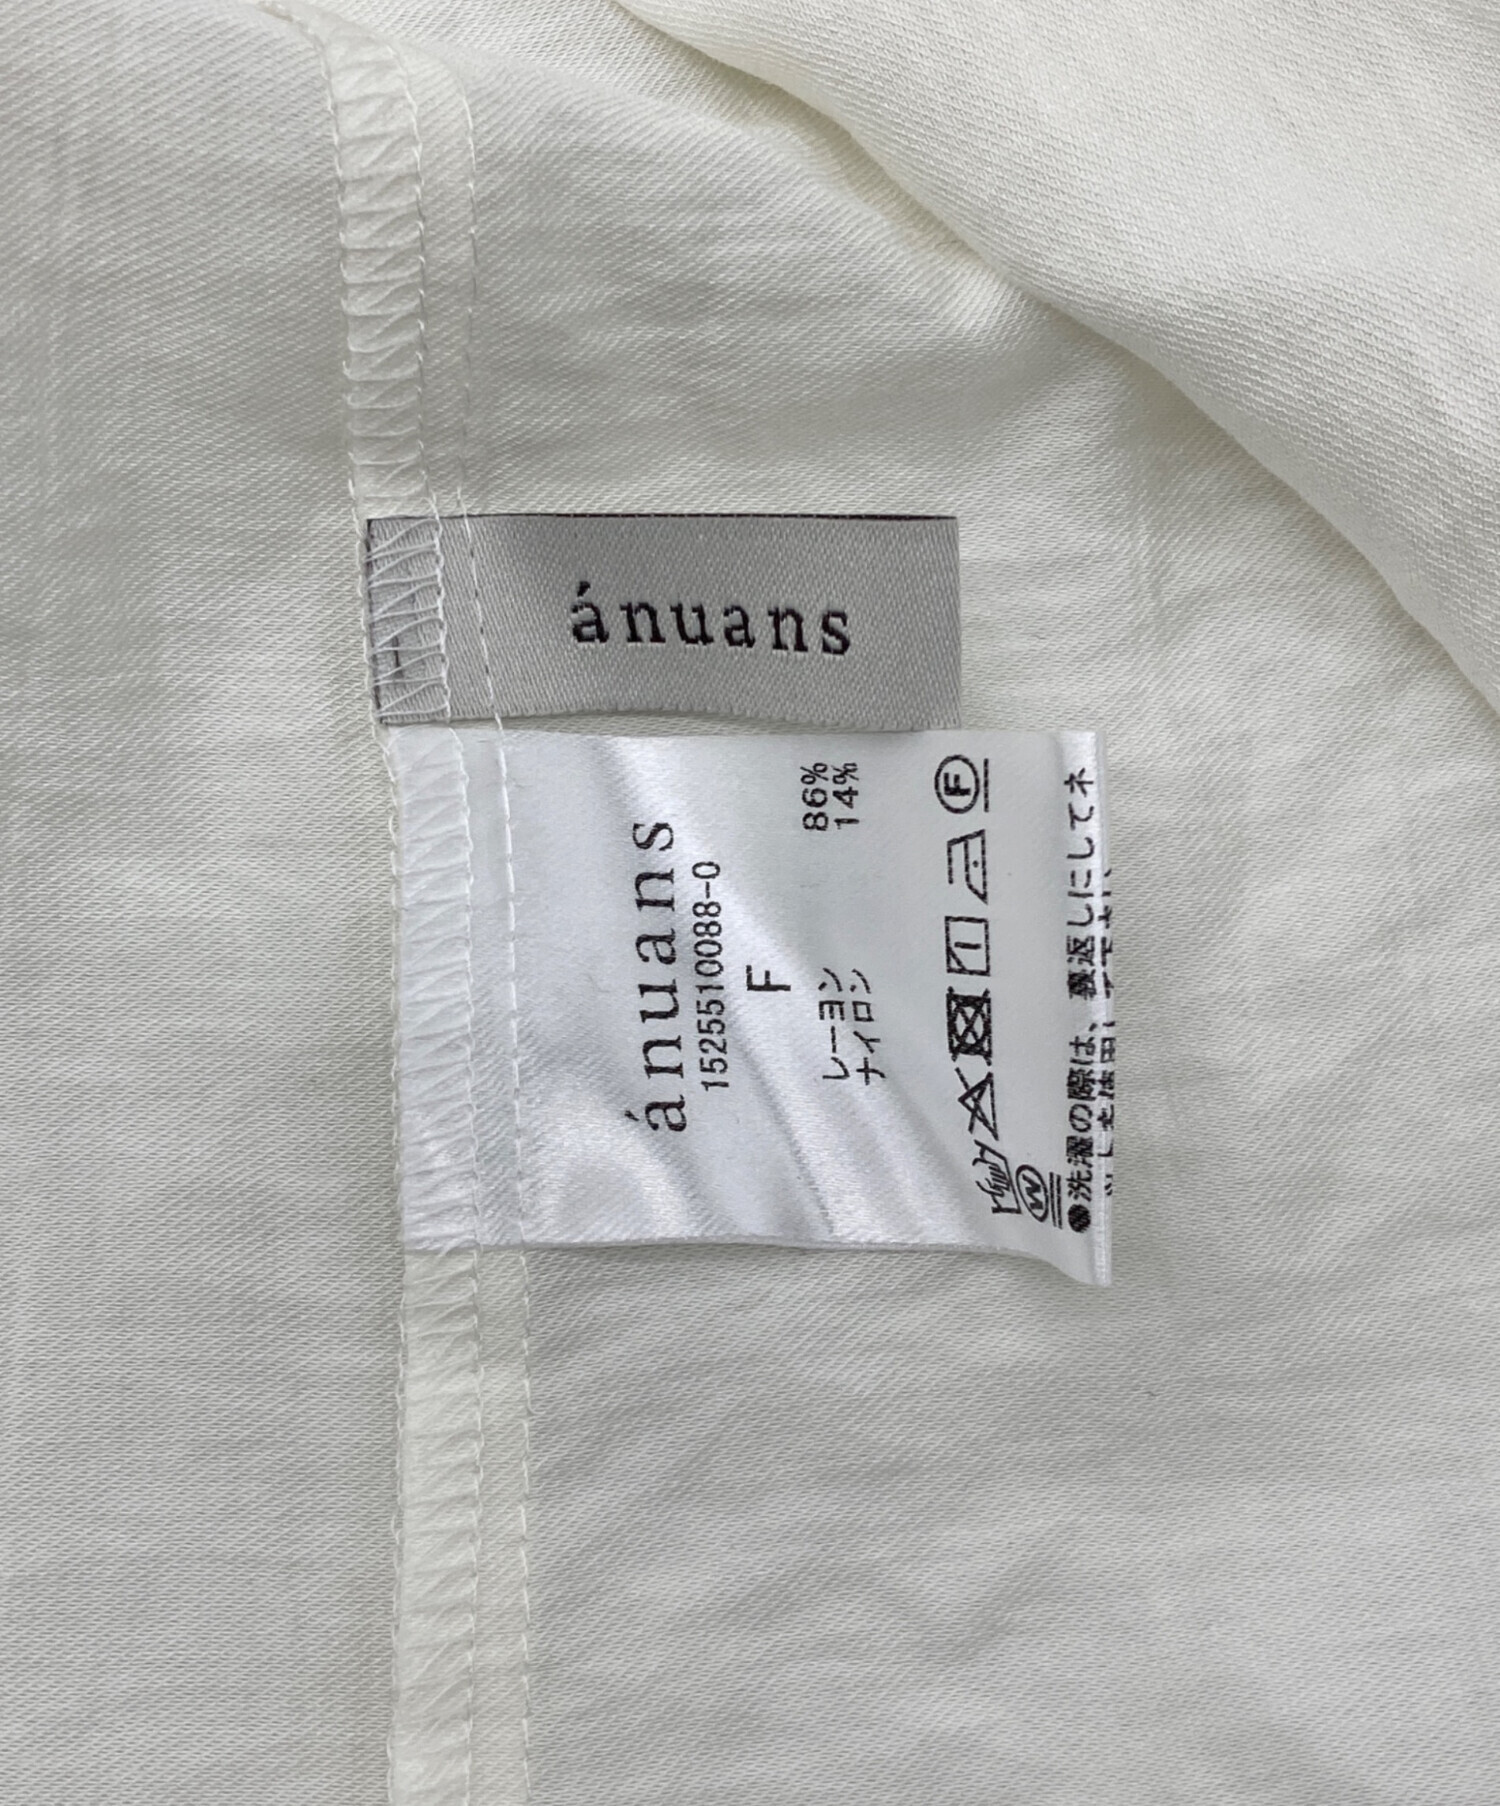 ánuans
ánuans
1525510088-0
F
レーヨン 86%
ナイロン 14%
F
W
●洗濯の際は、裏返しにしてネ